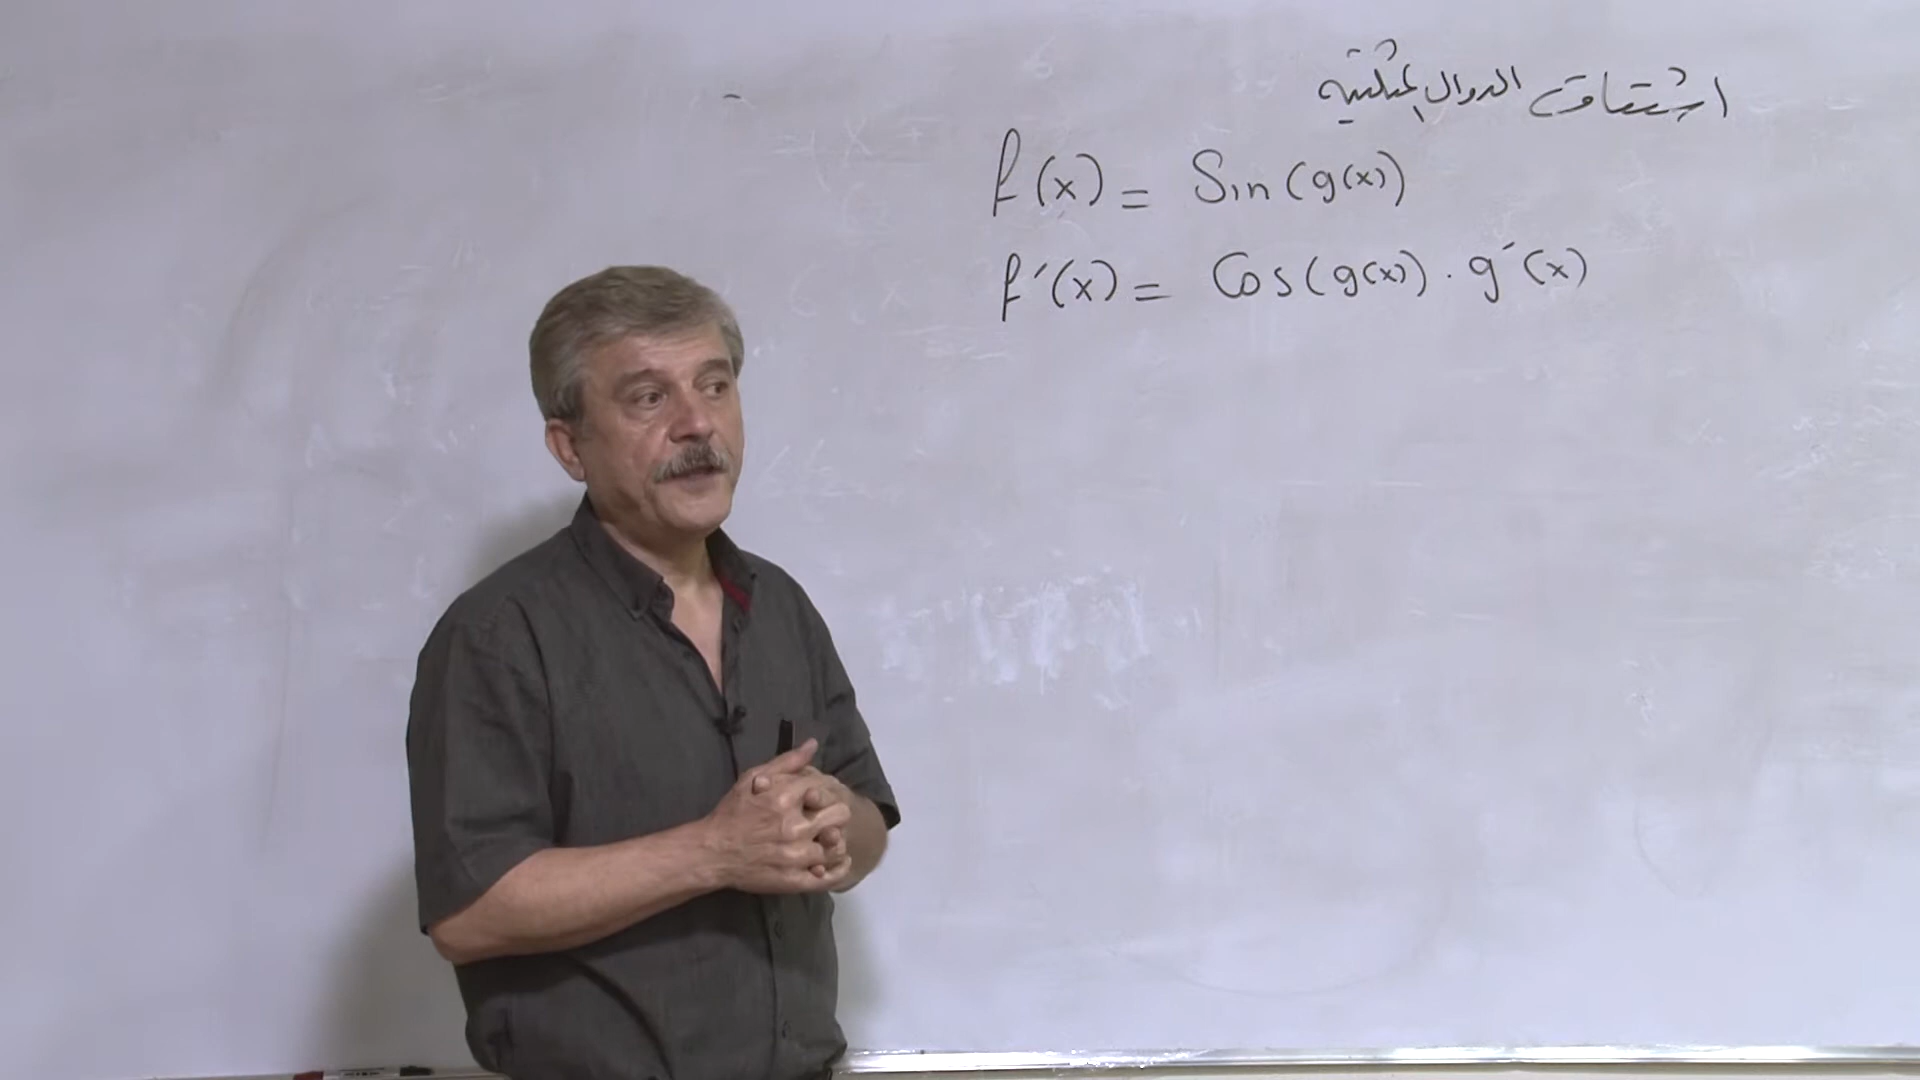 اشتقاق الدوال المثلثية
f(x) = Sin(g(x))
f′(x) = Cos(g(x)) · g′(x)